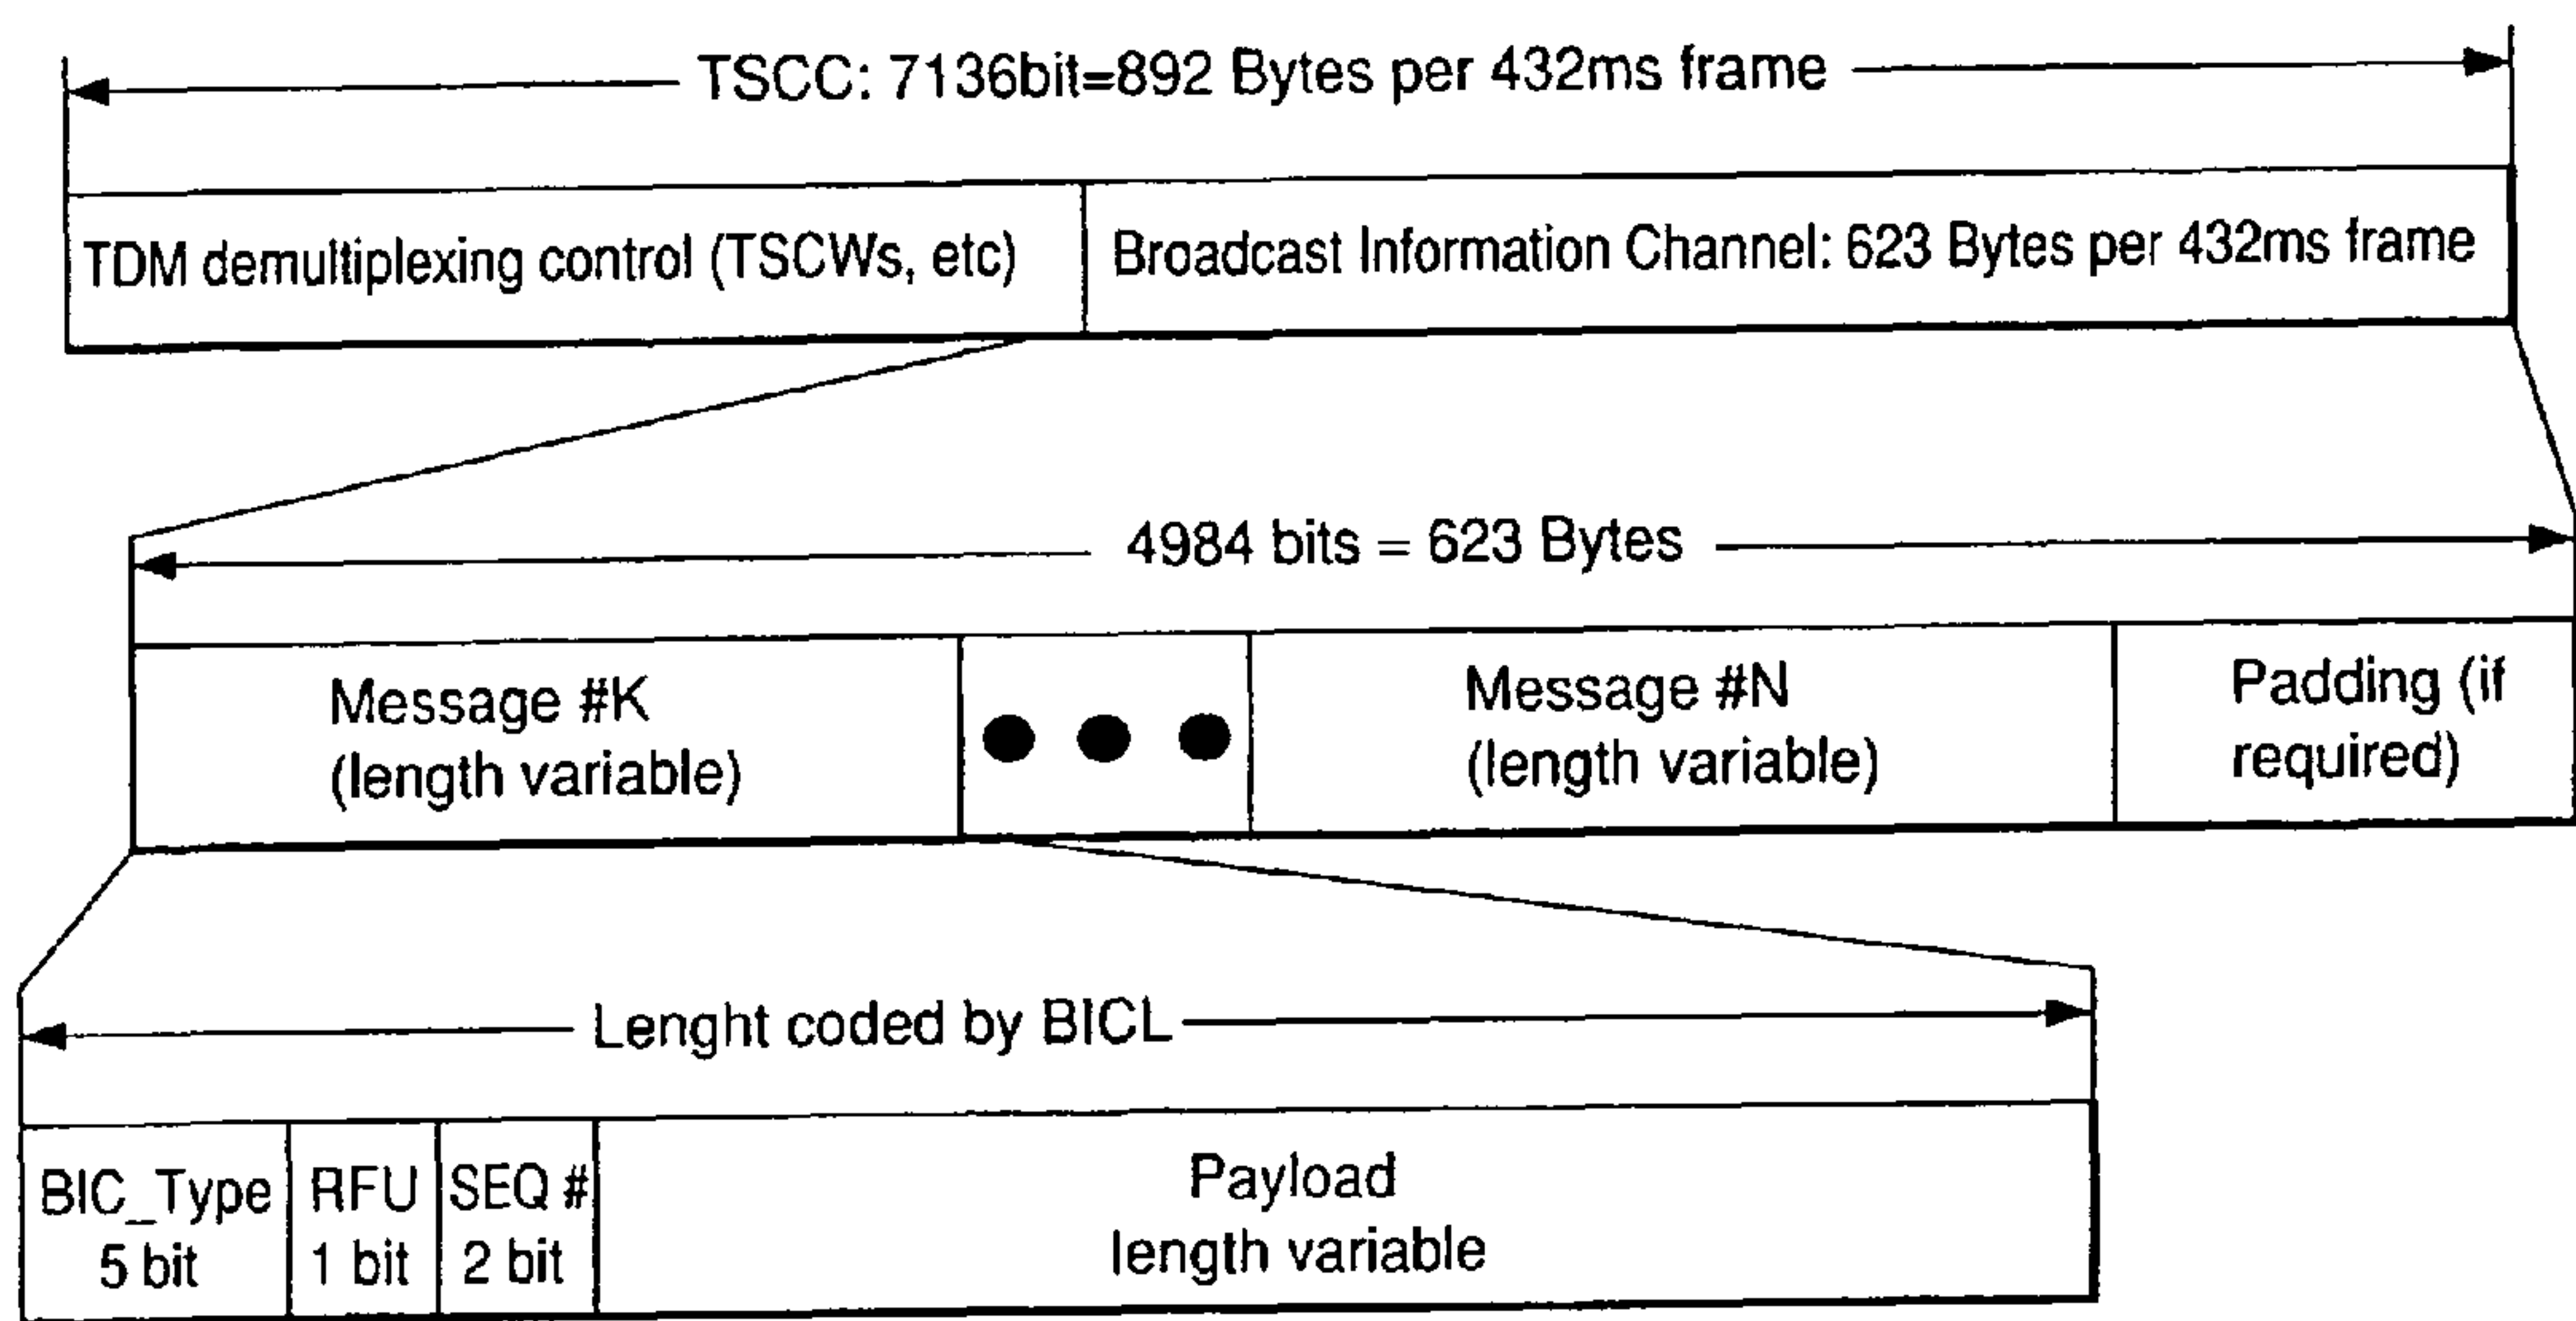 TSCC: 7136bit=892 Bytes per 432ms frame
TDM demultiplexing control (TSCWs, etc)
Broadcast Information Channel: 623 Bytes per 432ms frame
4984 bits = 623 Bytes
Message #K
(length variable)
Message #N
(length variable)
Padding (if
required)
Lenght coded by BICL
BIC_Type
5 bit
RFU
1 bit
SEQ #
2 bit
Payload
length variable